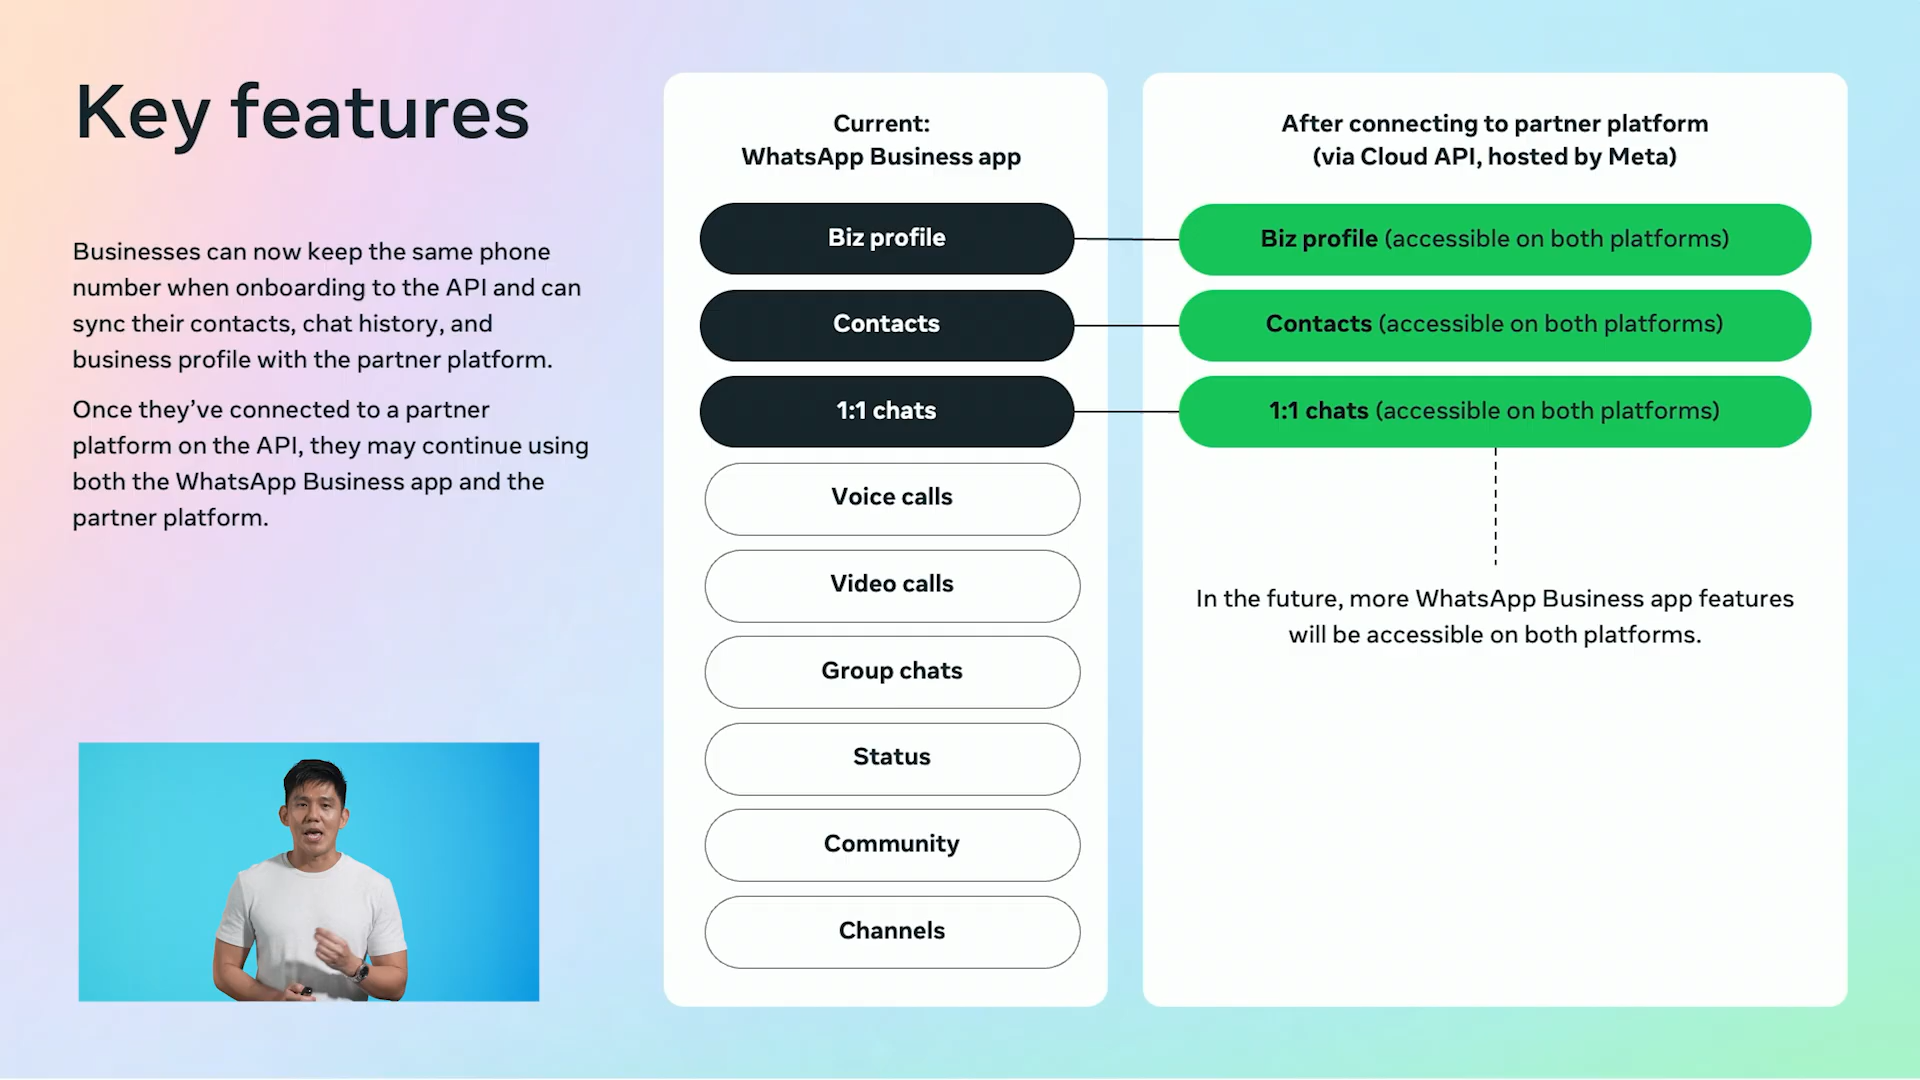 Key features
Businesses can now keep the same phone
number when onboarding to the API and can
sync their contacts, chat history, and
business profile with the partner platform.
Once they’ve connected to a partner
platform on the API, they may continue using
both the WhatsApp Business app and the
partner platform.
Current:
WhatsApp Business app
Biz profile
Contacts
1:1 chats
Voice calls
Video calls
Group chats
Status
Community
Channels
After connecting to partner platform
(via Cloud API, hosted by Meta)
Biz profile (accessible on both platforms)
Contacts (accessible on both platforms)
1:1 chats (accessible on both platforms)
In the future, more WhatsApp Business app features
will be accessible on both platforms.